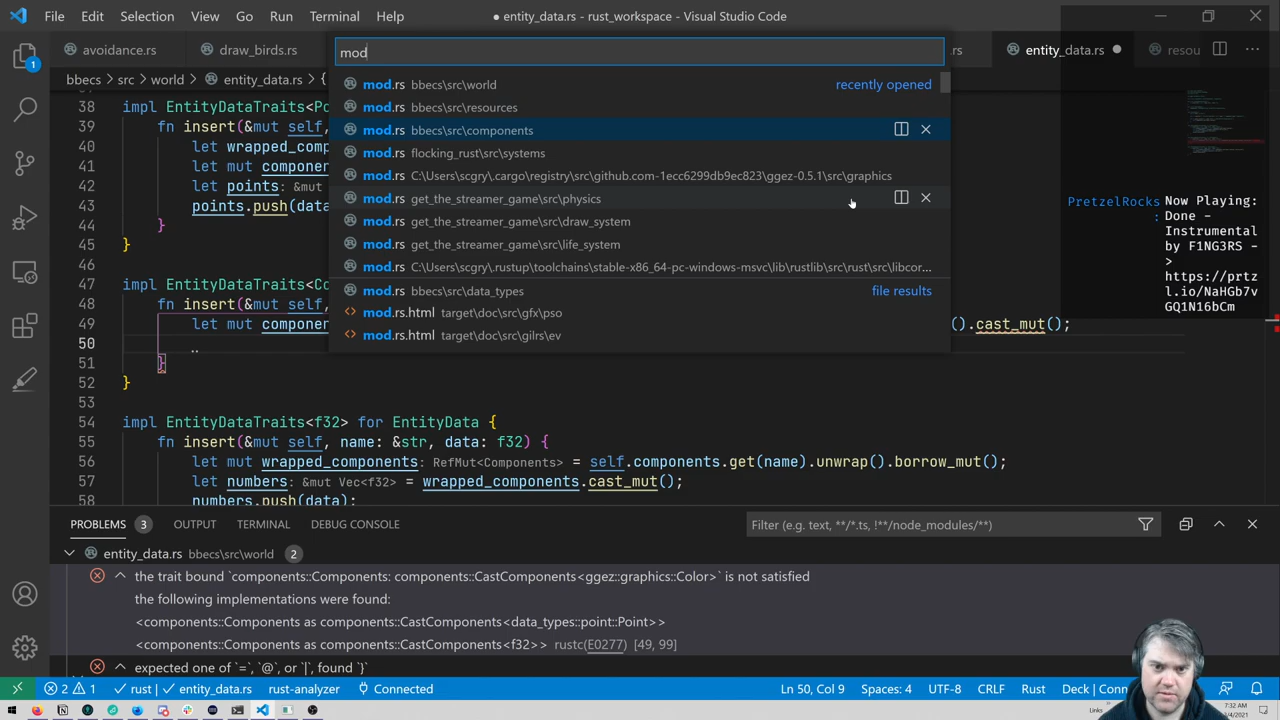 File Edit Selection View Go Run Terminal Help
● entity_data.rs - rust_workspace - Visual Studio Code
avoidance.rs draw_birds.rs .rs entity_data.rs ● resou
bbecs > src > world > entity_data.rs > {
mod
mod.rs bbecs\src\world recently opened
mod.rs bbecs\src\resources
mod.rs bbecs\src\components
mod.rs flocking_rust\src\systems
mod.rs C:\Users\scgry\.cargo\registry\src\github.com-1ecc6299db9ec823\ggez-0.5.1\src\graphics
mod.rs get_the_streamer_game\src\physics
mod.rs get_the_streamer_game\src\draw_system
mod.rs get_the_streamer_game\src\life_system
mod.rs C:\Users\scgry\.rustup\toolchains\stable-x86_64-pc-windows-msvc\lib\rustlib\src\rust\src\libcor...
mod.rs bbecs\src\data_types file results
mod.rs.html target\doc\src\gfx\pso
mod.rs.html target\doc\src\gilrs\ev
38 impl EntityDataTraits<Po
39 fn insert(&mut self,
40 let wrapped_comp
41 let mut componen
42 let points: &mut
43 points.push(data
44 }
45 }
46
47 impl EntityDataTraits<Co
48 fn insert(&mut self,
49 let mut componen ().cast_mut();
50
51 }
52 }
53
54 impl EntityDataTraits<f32> for EntityData {
55 fn insert(&mut self, name: &str, data: f32) {
56 let mut wrapped_components: RefMut<Components> = self.components.get(name).unwrap().borrow_mut();
57 let numbers: &mut Vec<f32> = wrapped_components.cast_mut();
58 numbers.push(data);
PretzelRocks : Now Playing:
Done -
Instrumental
by F1NG3RS -
>
https://prtz
l.io/NaHGb7v
GQ1N16bCm
PROBLEMS 3 OUTPUT TERMINAL DEBUG CONSOLE
Filter (e.g. text, **/*.ts, !**/node_modules/**)
entity_data.rs bbecs\src\world 2
the trait bound `components::Components: components::CastComponents<ggez::graphics::Color>` is not satisfied
the following implementations were found:
<components::Components as components::CastComponents<data_types::point::Point>>
<components::Components as components::CastComponents<f32>> rustc(E0277) [49, 99]
expected one of `=`, `@`, or `|`, found `}`
2 1 rust | entity_data.rs rust-analyzer Connected Ln 50, Col 9 Spaces: 4 UTF-8 CRLF Rust Deck | Conn
Links 7:32 AM